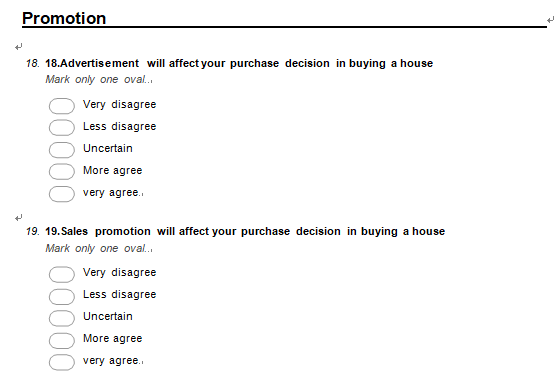 Promotion
18. 18.Advertisement will affect your purchase decision in buying a house
Mark only one oval..
Very disagree
Less disagree
Uncertain
More agree
very agree.
19. 19.Sales promotion will affect your purchase decision in buying a house
Mark only one oval..
Very disagree
Less disagree
Uncertain
More agree
very agree.